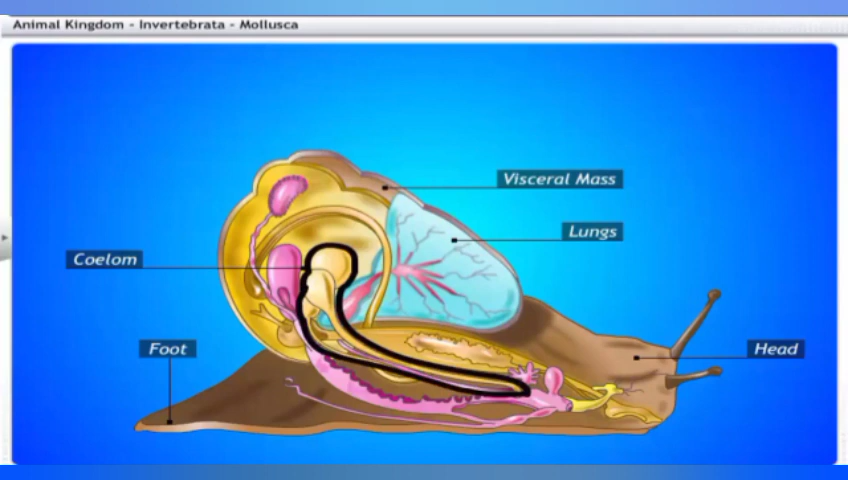 Animal Kingdom - Invertebrata - Mollusca
Visceral Mass
Lungs
Coelom
Foot
Head